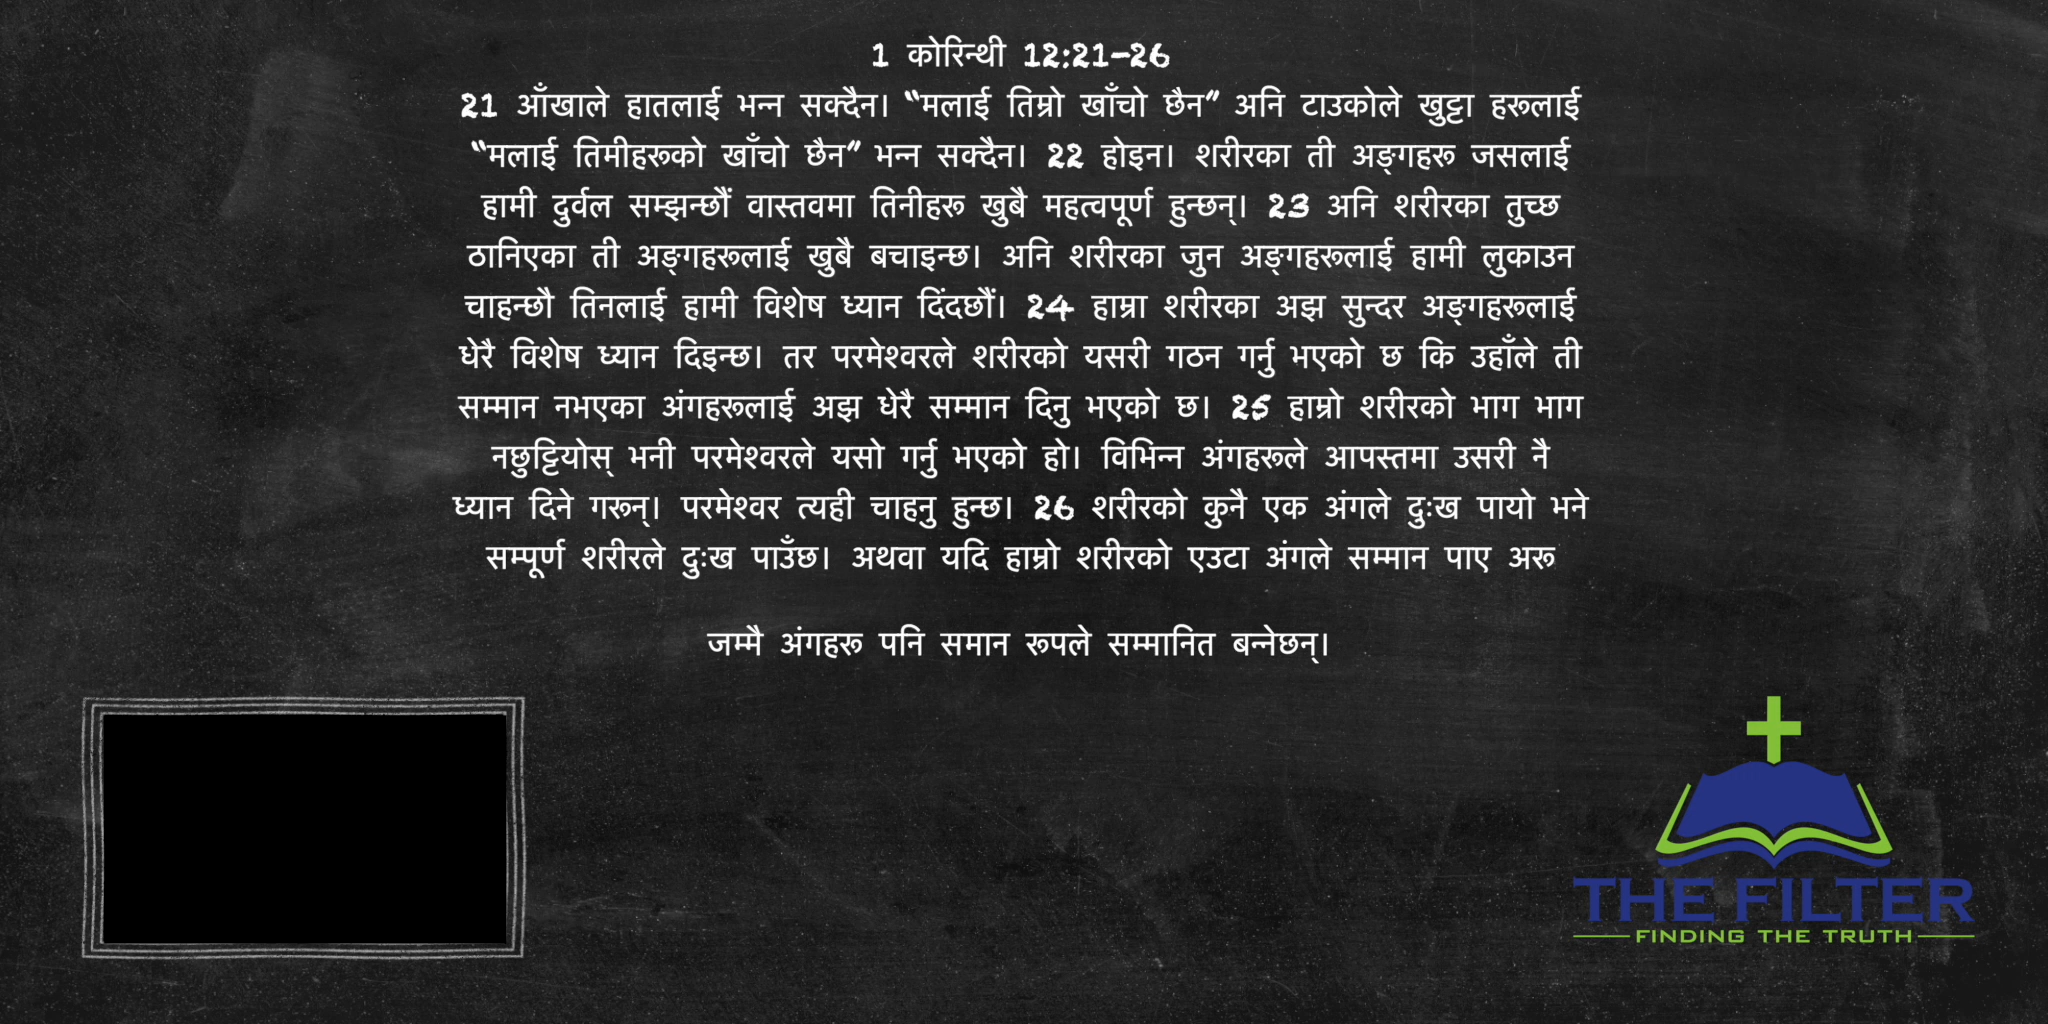 1 कोरिन्थी 12:21-26
21 आँखाले हातलाई भन्न सक्दैन। “मलाई तिम्रो खाँचो छैन” अनि टाउकोले खुट्टा हरूलाई
“मलाई तिमीहरूको खाँचो छैन” भन्न सक्दैन। 22 होइन। शरीरका ती अङ्गहरू जसलाई
हामी दुर्वल सम्झन्छौं वास्तवमा तिनीहरू खुबै महत्वपूर्ण हुन्छन्। 23 अनि शरीरका तुच्छ
ठानिएका ती अङ्गहरूलाई खुबै बचाइन्छ। अनि शरीरका जुन अङ्गहरूलाई हामी लुकाउन
चाहन्छौ तिनलाई हामी विशेष ध्यान दिंदछौं। 24 हाम्रा शरीरका अझ सुन्दर अङ्गहरूलाई
धेरै विशेष ध्यान दिइन्छ। तर परमेश्वरले शरीरको यसरी गठन गर्नु भएको छ कि उहाँले ती
सम्मान नभएका अंगहरूलाई अझ धेरै सम्मान दिनु भएको छ। 25 हाम्रो शरीरको भाग भाग
नछुट्टियोस् भनी परमेश्वरले यसो गर्नु भएको हो। विभिन्न अंगहरूले आपस्तमा उसरी नै
ध्यान दिने गरून्। परमेश्वर त्यही चाहनु हुन्छ। 26 शरीरको कुनै एक अंगले दुःख पायो भने
सम्पूर्ण शरीरले दुःख पाउँछ। अथवा यदि हाम्रो शरीरको एउटा अंगले सम्मान पाए अरू
जम्मै अंगहरू पनि समान रूपले सम्मानित बन्नेछन्।
THE FILTER
FINDING THE TRUTH